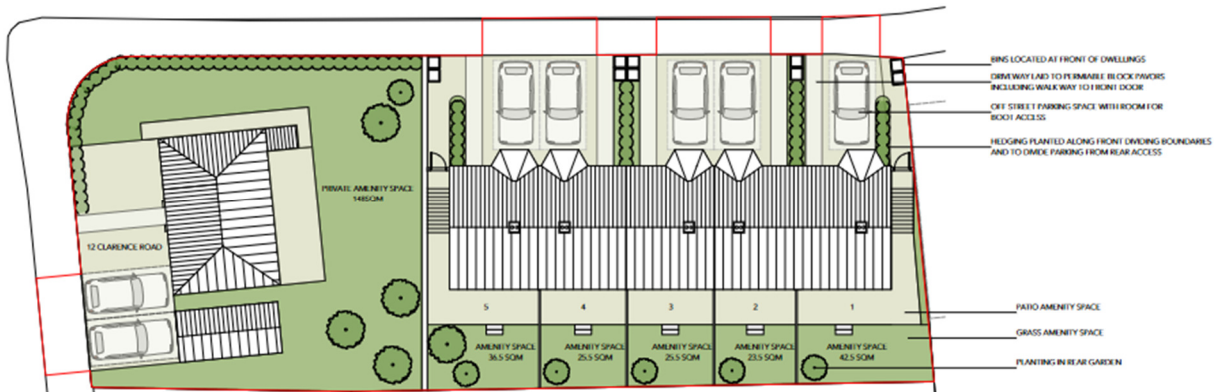 BINS LOCATED AT FRONT OF DWELLINGS
DRIVEWAY LAID TO PERMIABLE BLOCK PAVORS
INCLUDING WALKWAY TO FRONT DOOR
OFF STREET PARKING SPACE WITH ROOM FOR
BOOT ACCESS
HEDGING PLANTED ALONG FRONT DIVIDING BOUNDARIES
AND TO DIVIDE PARKING FROM REAR ACCESS
PRIVATE AMENITY SPACE
148SQM
12 CLARENCE ROAD
5
4
3
2
1
PATIO AMENITY SPACE
GRASS AMENITY SPACE
AMENITY SPACE
36.5 SQM
AMENITY SPACE
25.5 SQM
AMENITY SPACE
25.5 SQM
AMENITY SPACE
23.5 SQM
AMENITY SPACE
42.5 SQM
PLANTING IN REAR GARDEN